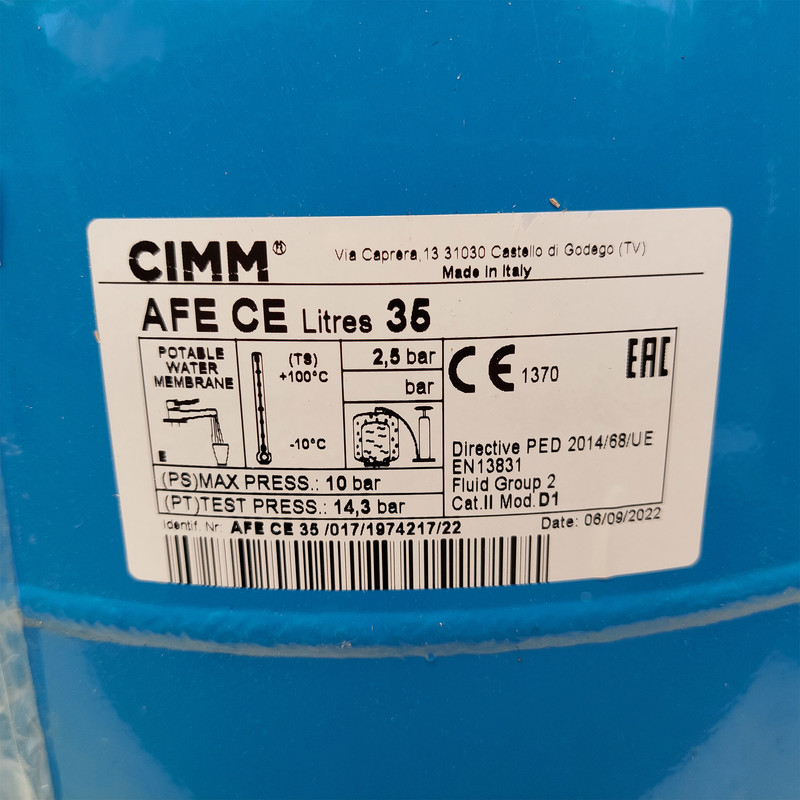 CIMM®
Via Caprera,13 31030 Castello di Godego (TV)
Made in Italy
AFE CE Litres 35
POTABLE
WATER
MEMBRANE
E
(TS)
+100°C
-10°C
2,5 bar
bar
CE 1370
EAC
Directive PED 2014/68/UE
EN13831
Fluid Group 2
Cat.II Mod.D1
(PS)MAX PRESS.: 10 bar
(PT)TEST PRESS.: 14,3 bar
Identif. Nr: AFE CE 35 /017/1974217/22
Date: 06/09/2022